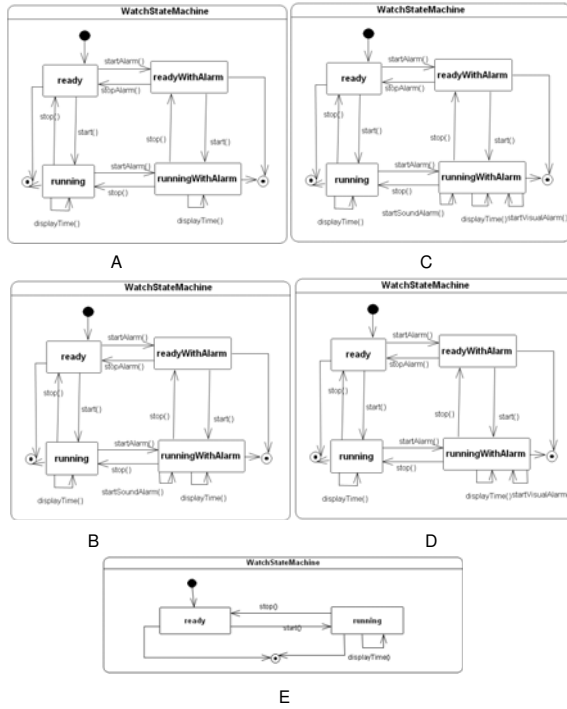 WatchStateMachine
startAlarm()
ready
readyWithAlarm
stopAlarm()
stop()
start()
stop()
start()
startAlarm()
running
runningWithAlarm
stop()
displayTime()
displayTime()
A
WatchStateMachine
startAlarm()
ready
readyWithAlarm
stopAlarm()
stop()
start()
stop()
start()
startAlarm()
running
runningWithAlarm
stop()
displayTime()
startSoundAlarm()
displayTime()
startVisualAlarm()
C
WatchStateMachine
startAlarm()
ready
readyWithAlarm
stopAlarm()
stop()
start()
stop()
start()
startAlarm()
running
runningWithAlarm
stop()
displayTime()
startSoundAlarm()
displayTime()
B
WatchStateMachine
startAlarm()
ready
readyWithAlarm
stopAlarm()
stop()
start()
stop()
start()
startAlarm()
running
runningWithAlarm
stop()
displayTime()
displayTime()
startVisualAlarm()
D
WatchStateMachine
stop()
ready
running
start()
displayTime()
E